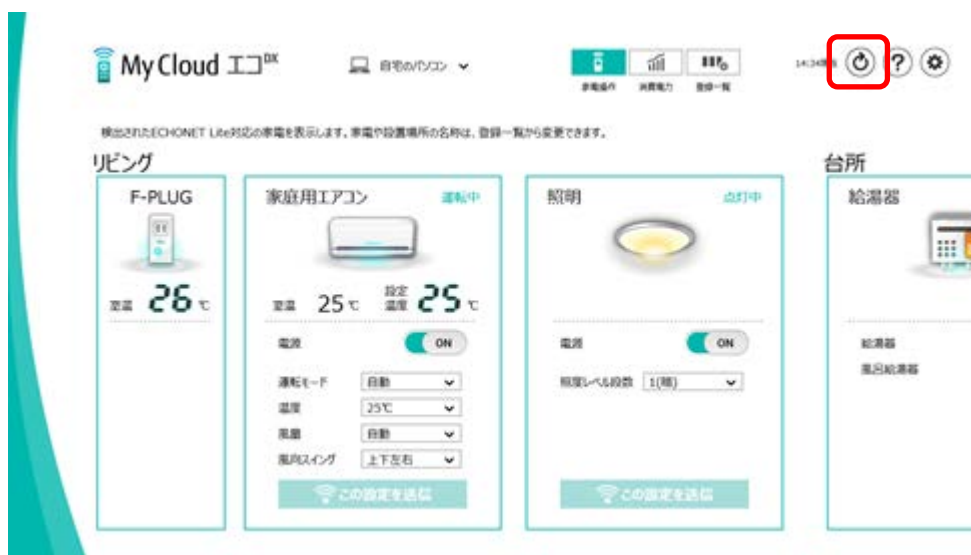 My Cloud エコDX
自宅のパソコン
家電操作 消費電力 登録一覧
?
検出されたECHONET Lite対応の家電を表示します。家電や設置場所の名称は、登録一覧から変更できます。
リビング
台所
F-PLUG
室温 26 ℃
家庭用エアコン 運転中
室温 25 ℃ 設定温度 25 ℃
電源 ON
運転モード 自動
温度 25℃
風量 自動
風向スイング 上下左右
この設定を送信
照明 点灯中
電源 ON
照度レベル段数 1(暗)
この設定を送信
給湯器
給湯器
風呂給湯器